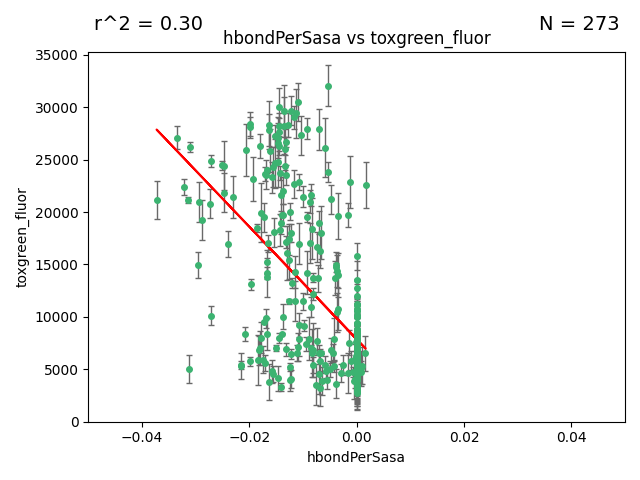 r^2 = 0.30
N = 273
hbondPerSasa vs toxgreen_fluor
35000
30000
25000
20000
15000
10000
5000
0
toxgreen_fluor
−0.04
−0.02
0.00
0.02
0.04
hbondPerSasa